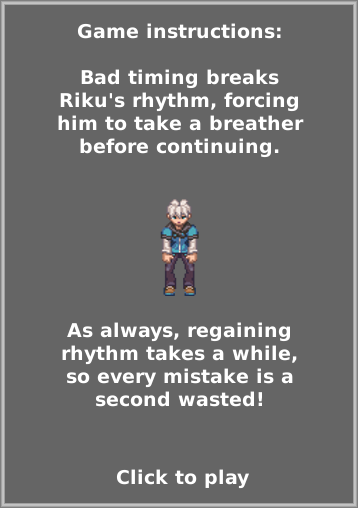 Game instructions:
Bad timing breaks
Riku's rhythm, forcing
him to take a breather
before continuing.
As always, regaining
rhythm takes a while,
so every mistake is a
second wasted!
Click to play